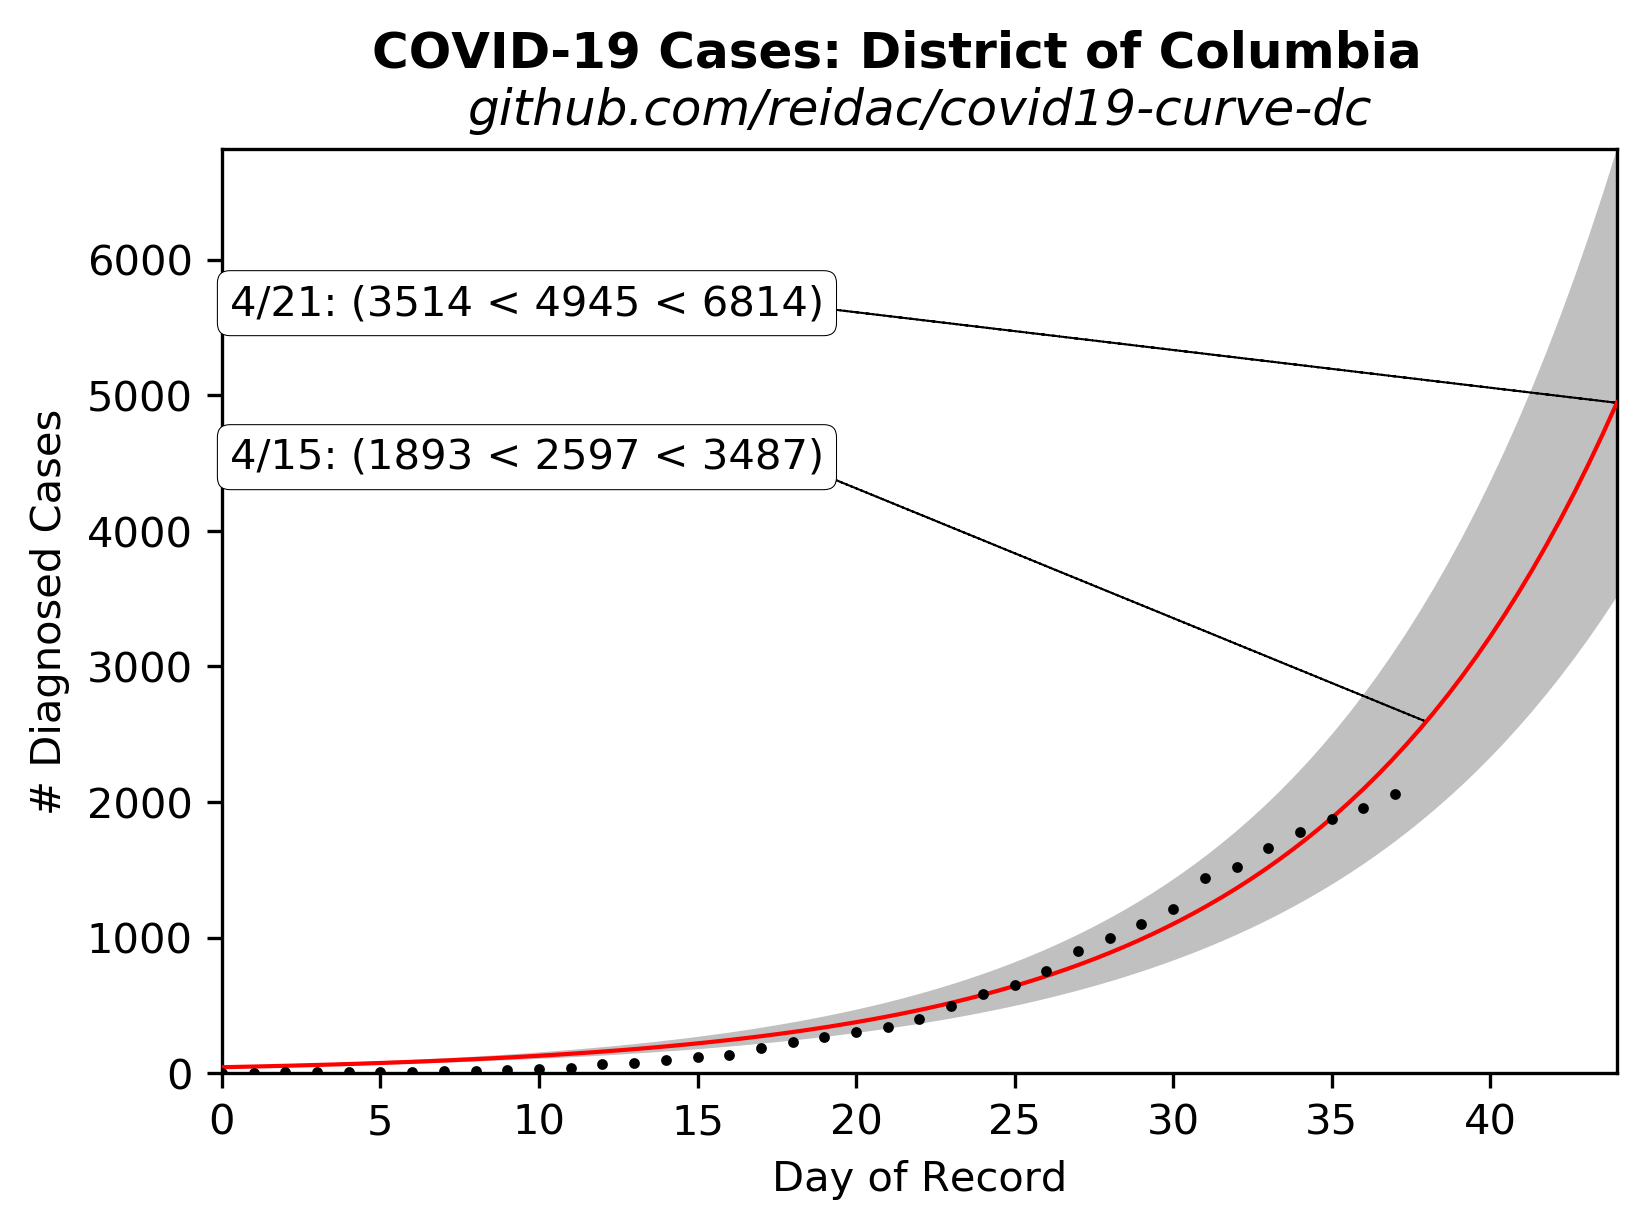 COVID-19 Cases: District of Columbia
github.com/reidac/covid19-curve-dc
# Diagnosed Cases
6000
5000
4000
3000
2000
1000
0
4/21: (3514 < 4945 < 6814)
4/15: (1893 < 2597 < 3487)
0 5 10 15 20 25 30 35 40
Day of Record